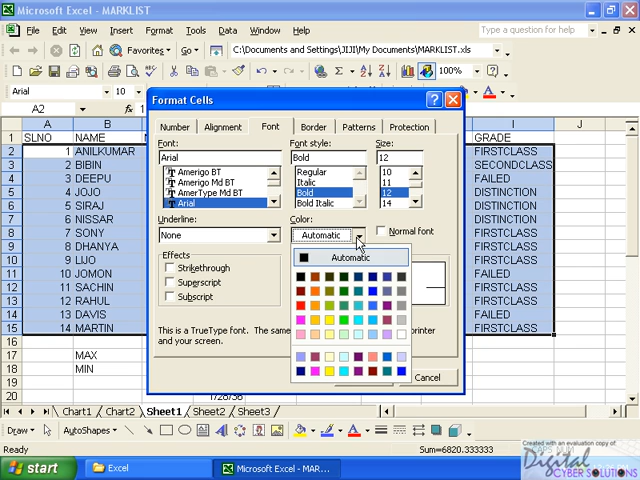 Microsoft Excel - MARKLIST
File Edit View Insert Format Tools Data Window Help Type a question for help
Favorites Go C:\Documents and Settings\JIJI\My Documents\MARKLIST.xls
100%
Arial 10
A2 1
A B I J K
1 SLNO NAME GRADE
2 1 ANILKUMAR FIRSTCLASS
3 2 BIBIN SECONDCLASS
4 3 DEEPU FAILED
5 4 JOJO DISTINCTION
6 5 SIRAJ DISTINCTION
7 6 NISSAR DISTINCTION
8 7 SONY FIRSTCLASS
9 8 DHANYA FIRSTCLASS
10 9 LIJO FIRSTCLASS
11 10 JOMON FAILED
12 11 SACHIN FIRSTCLASS
13 12 RAHUL FIRSTCLASS
14 13 DAVIS FAILED
15 14 MARTIN FIRSTCLASS
16
17 MAX
18 MIN
19
20 1/28/36
Format Cells
Number Alignment Font Border Patterns Protection
Font: Font style: Size:
Arial Bold 12
Amerigo BT Regular 10
Amerigo Md BT Italic 11
AmerType Md BT Bold 12
Arial Bold Italic 14
Underline: Color:
None Automatic Normal font
Effects
Strikethrough
Superscript
Subscript
Automatic
This is a TrueType font. The same
printer
and your screen.
Cancel
Chart1 Chart2 Sheet1 Sheet2 Sheet3
Draw AutoShapes
Ready Sum=6820.333333 CAPS NUM
Created with an evaluation copy of
Digital
CYBER SOLUTIONS
start Excel Microsoft Excel - MAR...